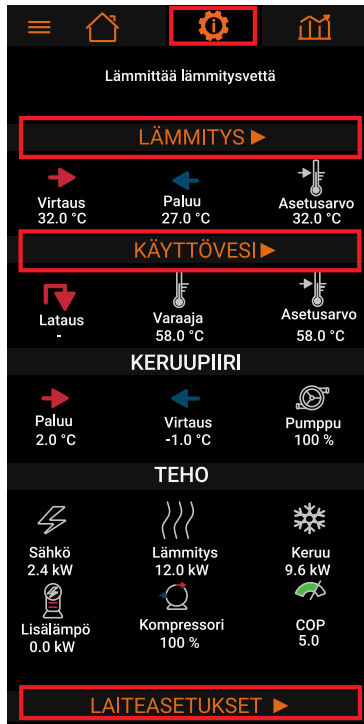 Lämmittää lämmitysvettä
LÄMMITYS ►
Virtaus Paluu Asetusarvo
32.0 °C 27.0 °C 32.0 °C
KÄYTTÖVESI ►
Lataus Varaaja Asetusarvo
- 58.0 °C 58.0 °C
KERUUPIIRI
Paluu Virtaus Pumppu
2.0 °C -1.0 °C 100 %
TEHO
Sähkö Lämmitys Keruu
2.4 kW 12.0 kW 9.6 kW
Lisälämpö Kompressori COP
0.0 kW 100 % 5.0
LAITEASETUKSET ►